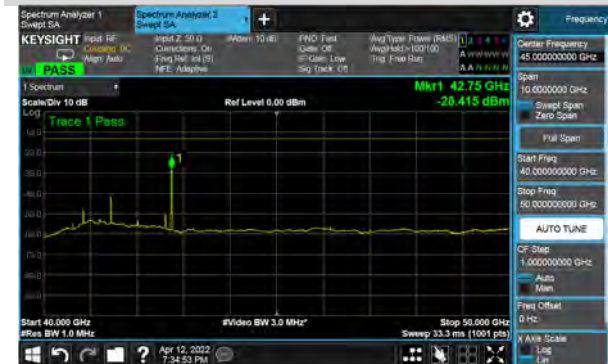 Spectrum Analyzer 1
Swept SA
Spectrum Analyzer 2
Swept SA
+
Frequency
KEYSIGHT Input: RF
Coupling: DC
Align: Auto
Input Z: 50 Ω
Corrections: On
Freq Ref: Int (S)
NFE: Adaptive
#Atten: 10 dB
PNO: Fast
Gate: Off
IF Gain: Low
Sig Track: Off
Avg Type: Power (RMS)
Avg|Hold:>100/100
Trig: Free Run
PASS
1 Spectrum
Scale/Div 10 dB
Ref Level 0.00 dBm
Mkr1 42.75 GHz
-28.415 dBm
Log
Trace 1 Pass
1
Start 40.000 GHz
#Res BW 1.0 MHz
#Video BW 3.0 MHz*
Stop 50.000 GHz
Sweep 33.3 ms (1001 pts)
Center Frequency
45.000000000 GHz
Span
10.0000000 GHz
Swept Span
Zero Span
Full Span
Start Freq
40.000000000 GHz
Stop Freq
50.000000000 GHz
AUTO TUNE
CF Step
1.000000000 GHz
Auto
Man
Freq Offset
0 Hz
X Axis Scale
Log
Lin
?
Apr 12, 2022
7:34:53 PM